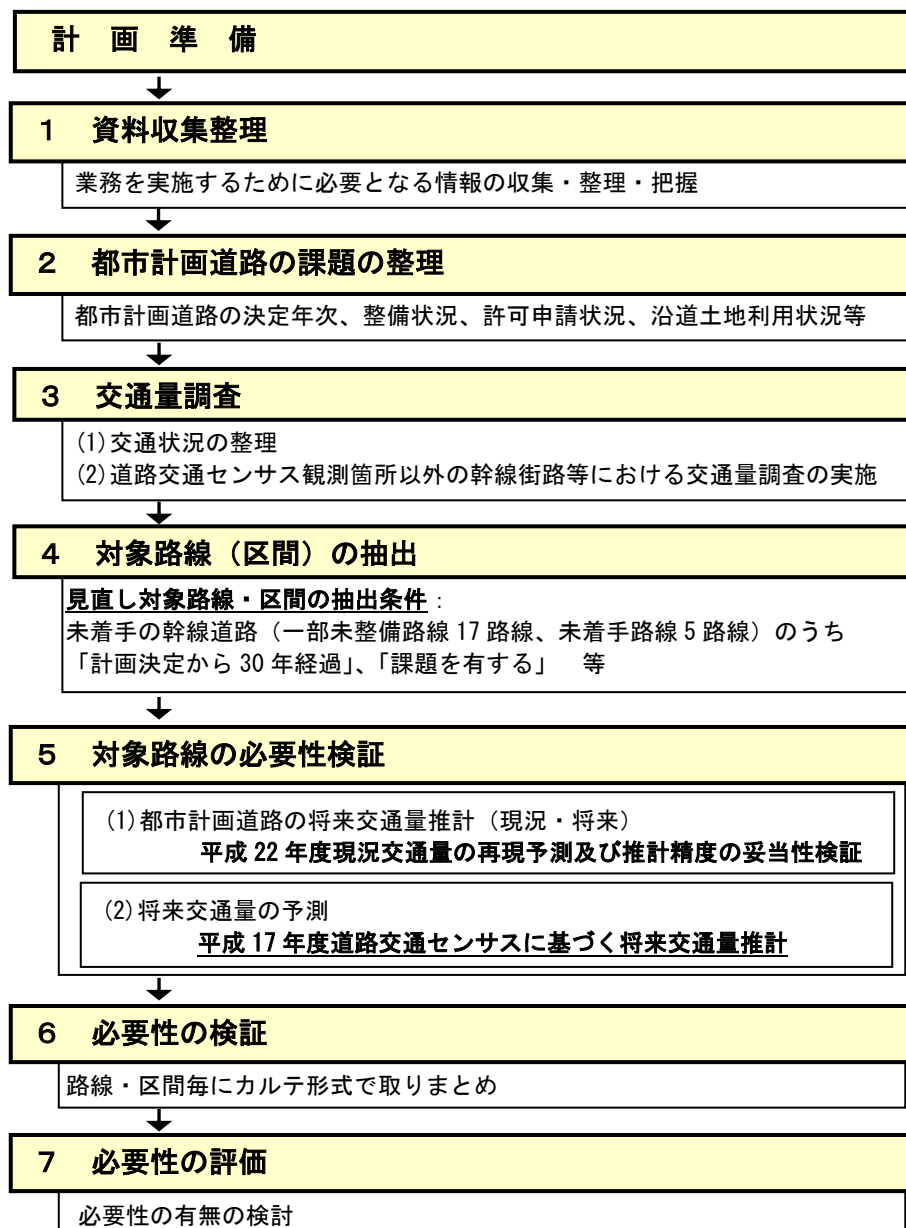 計 画 準 備
1 資料収集整理
業務を実施するために必要となる情報の収集・整理・把握
2 都市計画道路の課題の整理
都市計画道路の決定年次、整備状況、許可申請状況、沿道土地利用状況等
3 交通量調査
(1)交通状況の整理
(2)道路交通センサス観測箇所以外の幹線街路等における交通量調査の実施
4 対象路線（区間）の抽出
見直し対象路線・区間の抽出条件：
未着手の幹線道路（一部未整備路線 17 路線、未着手路線 5 路線）のうち
「計画決定から 30 年経過」、「課題を有する」 等
5 対象路線の必要性検証
(1)都市計画道路の将来交通量推計（現況・将来）
平成 22 年度現況交通量の再現予測及び推計精度の妥当性検証
(2)将来交通量の予測
平成 17 年度道路交通センサスに基づく将来交通量推計
6 必要性の検証
路線・区間毎にカルテ形式で取りまとめ
7 必要性の評価
必要性の有無の検討